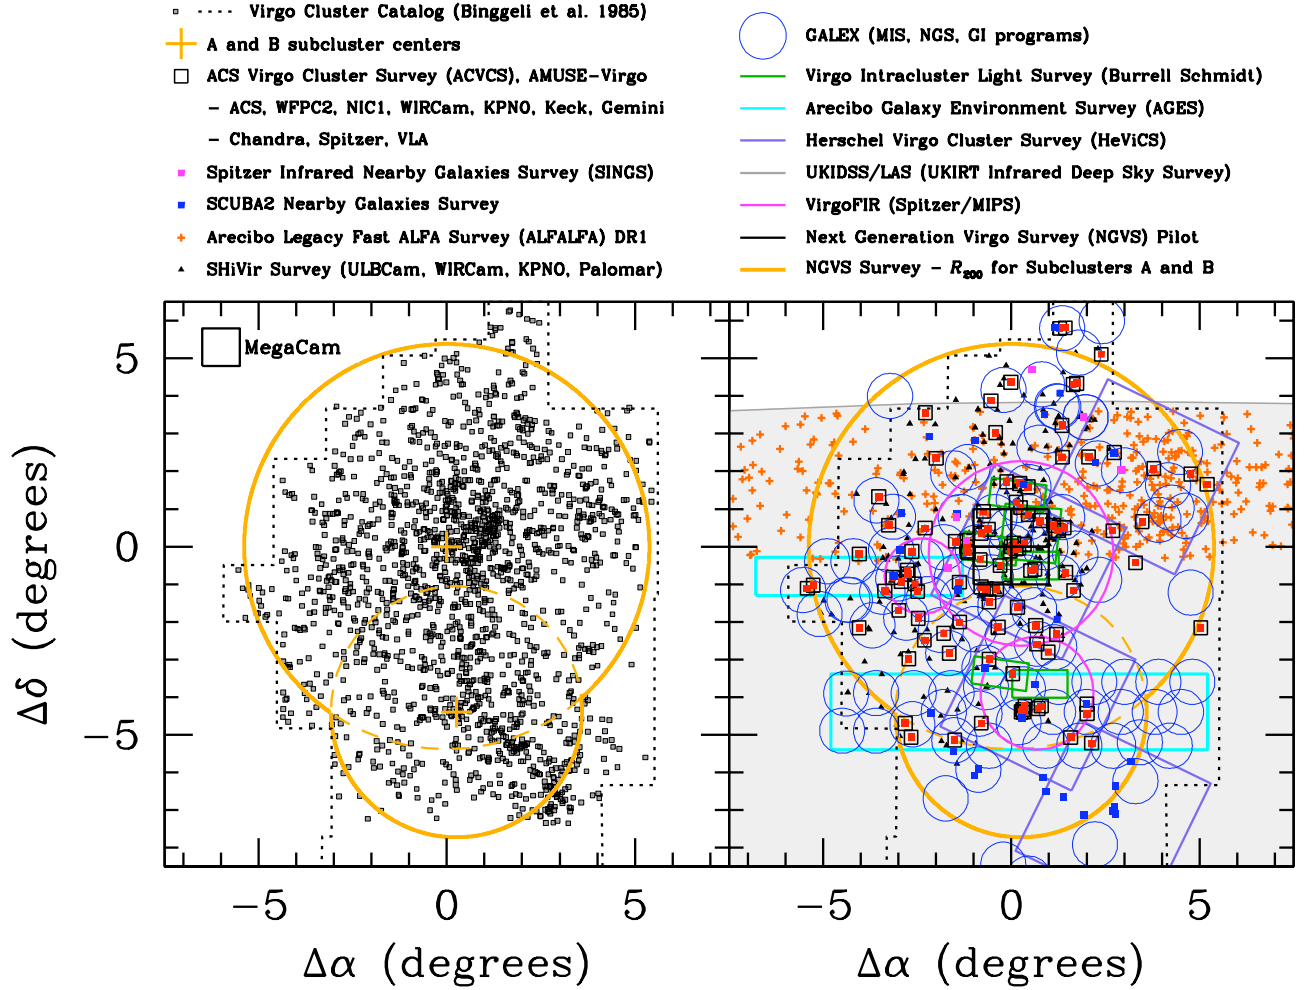 Virgo Cluster Catalog (Binggeli et al. 1985)
A and B subcluster centers
ACS Virgo Cluster Survey (ACVCS), AMUSE-Virgo
- ACS, WFPC2, NIC1, WIRCam, KPNO, Keck, Gemini
- Chandra, Spitzer, VLA
Spitzer Infrared Nearby Galaxies Survey (SINGS)
SCUBA2 Nearby Galaxies Survey
Arecibo Legacy Fast ALFA Survey (ALFALFA) DR1
SHiVir Survey (ULBCam, WIRCam, KPNO, Palomar)
GALEX (MIS, NGS, GI programs)
Virgo Intracluster Light Survey (Burrell Schmidt)
Arecibo Galaxy Environment Survey (AGES)
Herschel Virgo Cluster Survey (HeViCS)
UKIDSS/LAS (UKIRT Infrared Deep Sky Survey)
VirgoFIR (Spitzer/MIPS)
Next Generation Virgo Survey (NGVS) Pilot
NGVS Survey - R200 for Subclusters A and B
MegaCam
5
0
-5
Δδ (degrees)
-5 0 5
-5 0 5
Δα (degrees)
Δα (degrees)